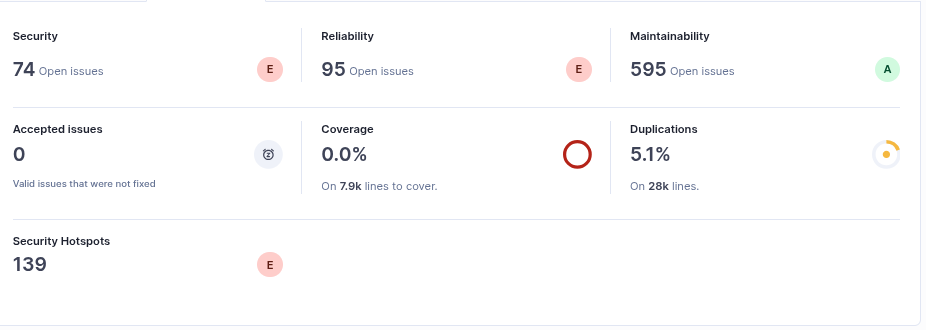 Security
74 Open issues
E
Reliability
95 Open issues
E
Maintainability
595 Open issues
A
Accepted issues
0
Valid issues that were not fixed
Coverage
0.0%
On 7.9k lines to cover.
Duplications
5.1%
On 28k lines.
Security Hotspots
139
E